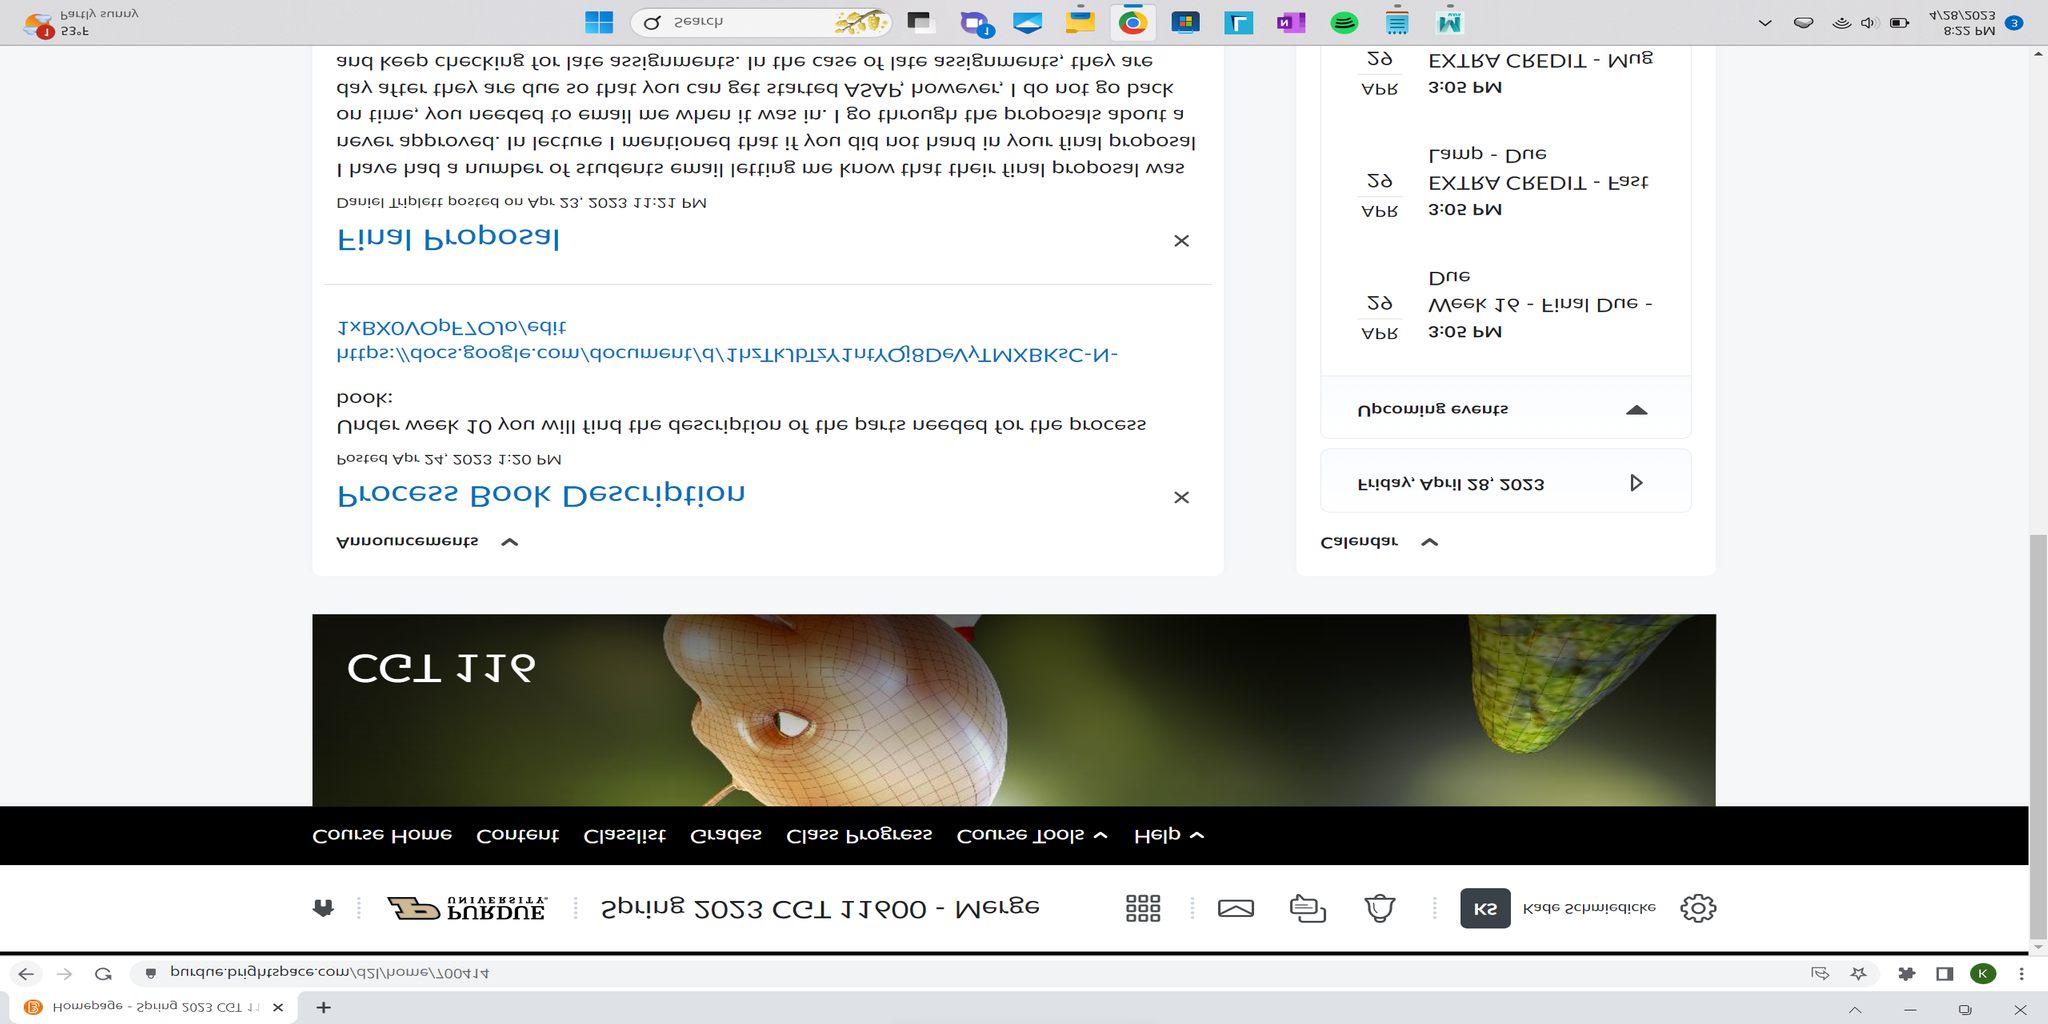 Homepage - Spring 2023 CGT 11
purdue.brightspace.com/d2l/home/700414
K
PURDUE
UNIVERSITY
Spring 2023 CGT 11600 - Merge
KS
Kade Schmiedicke
Course Home Content Classlist Grades Class Progress Course Tools Help
CGT 116
Announcements
Process Book Description
Posted Apr 24, 2023 1:20 PM
Under week 10 you will find the description of the parts needed for the process
book:
https://docs.google.com/document/d/1hzTkJbTzY1ntYQj8DeVyTMXBKsC-N-
1xBX0VOpF7OJo/edit
Final Proposal
Daniel Triplett posted on Apr 23, 2023 11:21 PM
I have had a number of students email letting me know that their final proposal was
never approved. In lecture I mentioned that if you did not hand in your final proposal
on time, you needed to email me when it was in. I go through the proposals about a
day after they are due so that you can get started ASAP, however, I do not go back
and keep checking for late assignments. In the case of late assignments, they are
Calendar
Friday, April 28, 2023
Upcoming events
APR
29
3:05 PM
Week 16 - Final Due -
Due
APR
29
3:05 PM
EXTRA CREDIT - Fast
Lamp - Due
APR
29
3:05 PM
EXTRA CREDIT - Mug
1
53°F
Partly sunny
Search
1
N
L
M
8:22 PM
4/28/2023
3